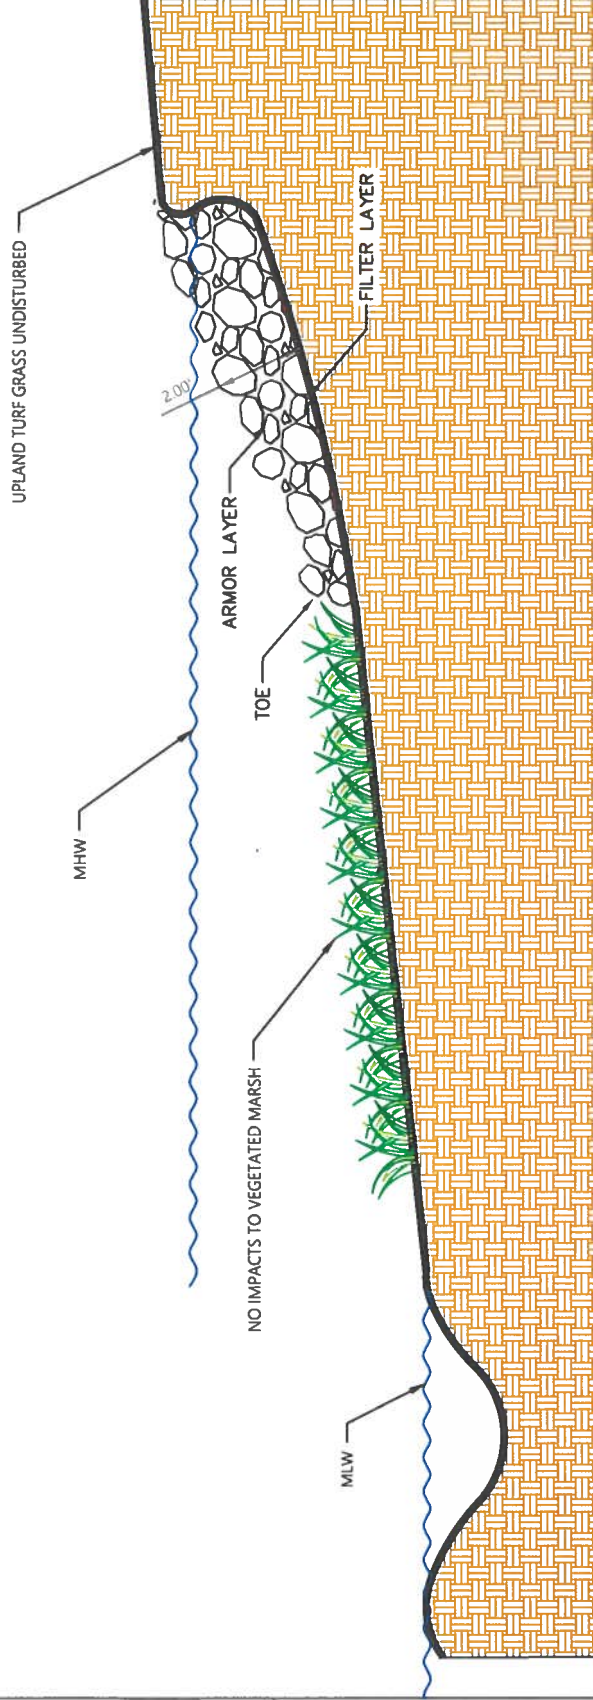 UPLAND TURF GRASS UNDISTURBED
MHW
2.00'
FILTER LAYER
ARMOR LAYER
TOE
NO IMPACTS TO VEGETATED MARSH
MLW